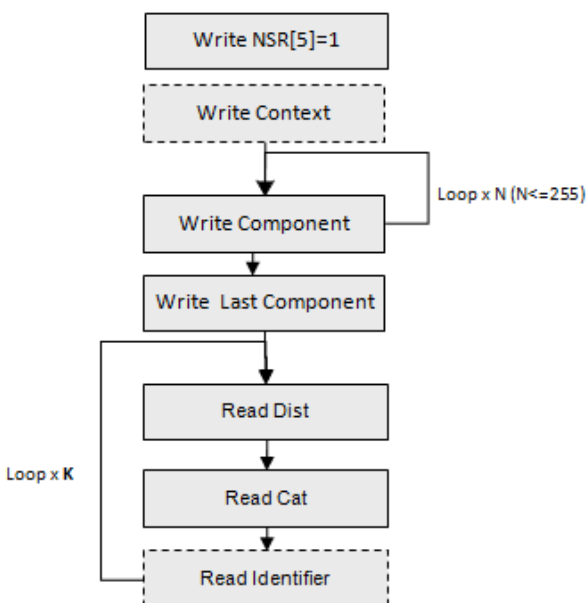 Write NSR[5]=1
Write Context
Loop x N (N<=255)
Write Component
Write Last Component
Read Dist
Loop x K
Read Cat
Read Identifier